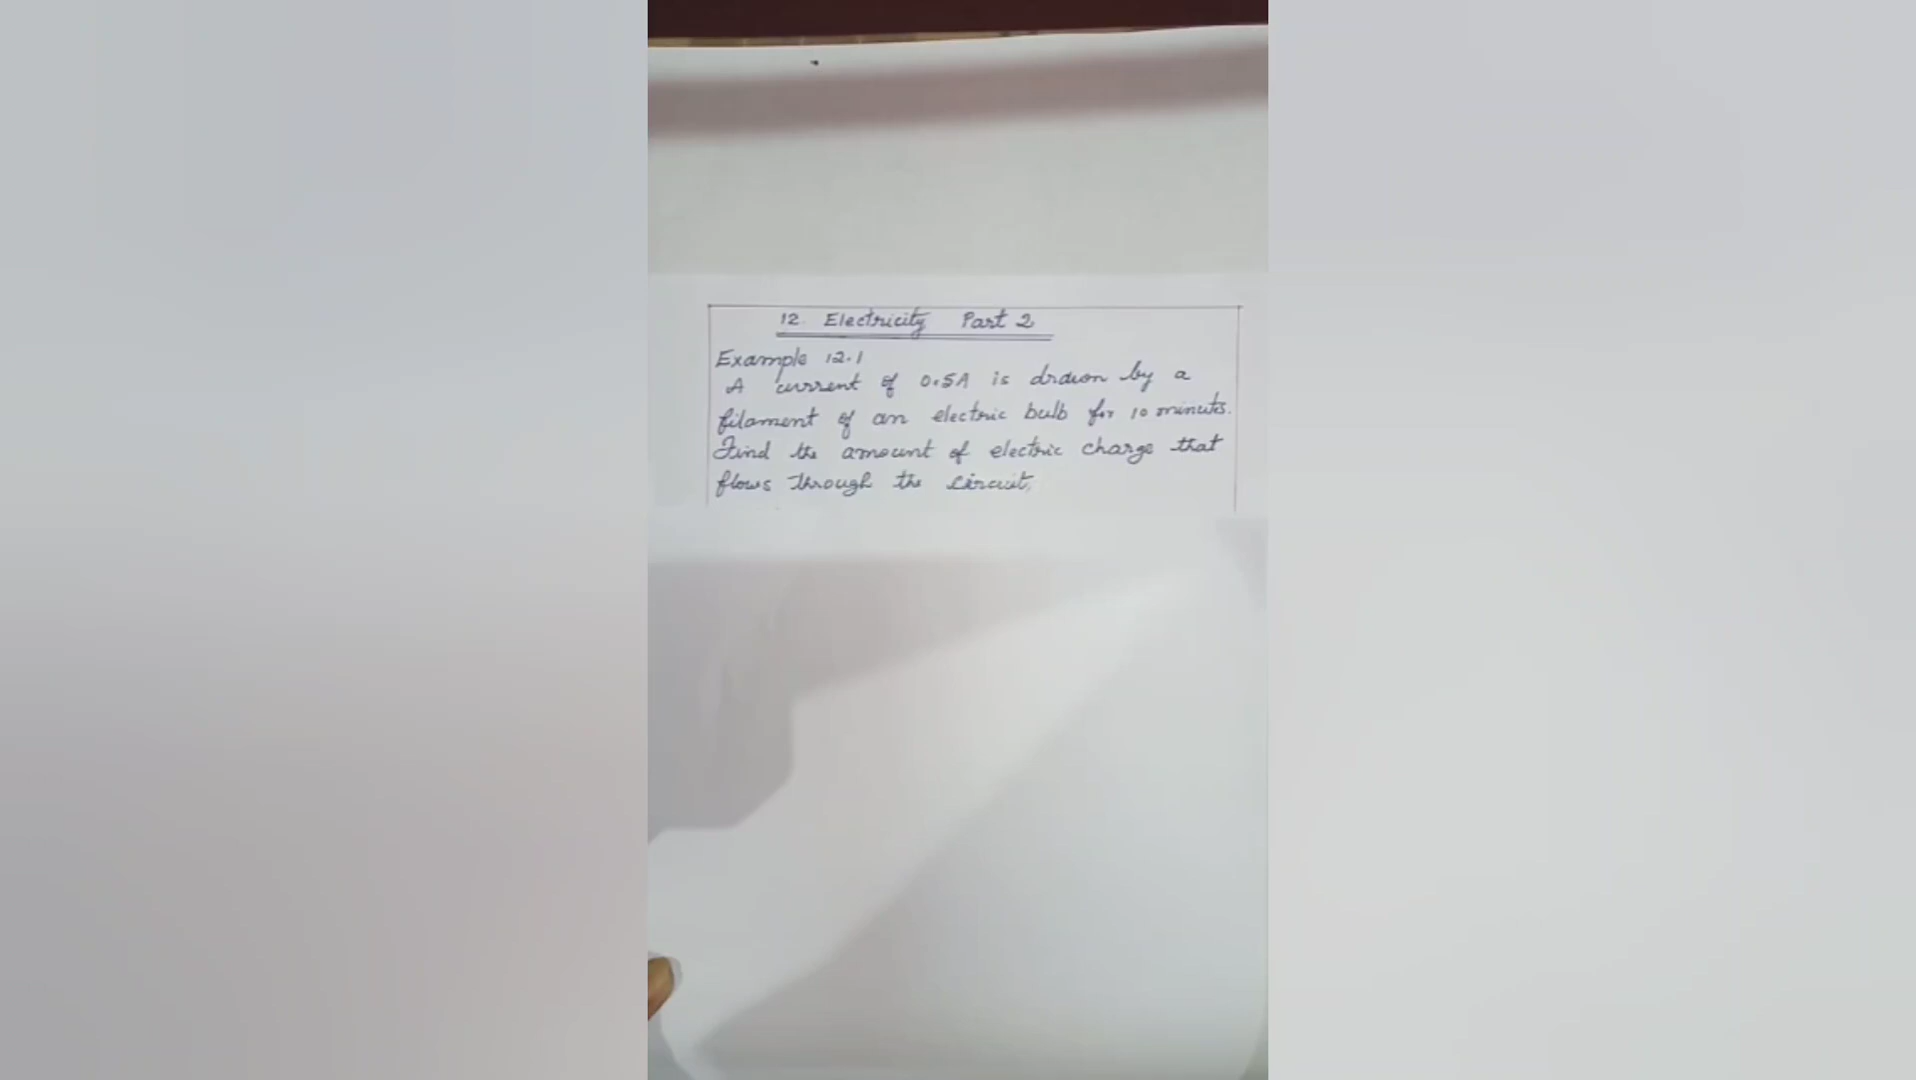 12. Electricity Part 2
Example 12.1
A current of 0.5A is drawn by a
filament of an electric bulb for 10 minutes.
Find the amount of electric charge that
flows through the circuit.